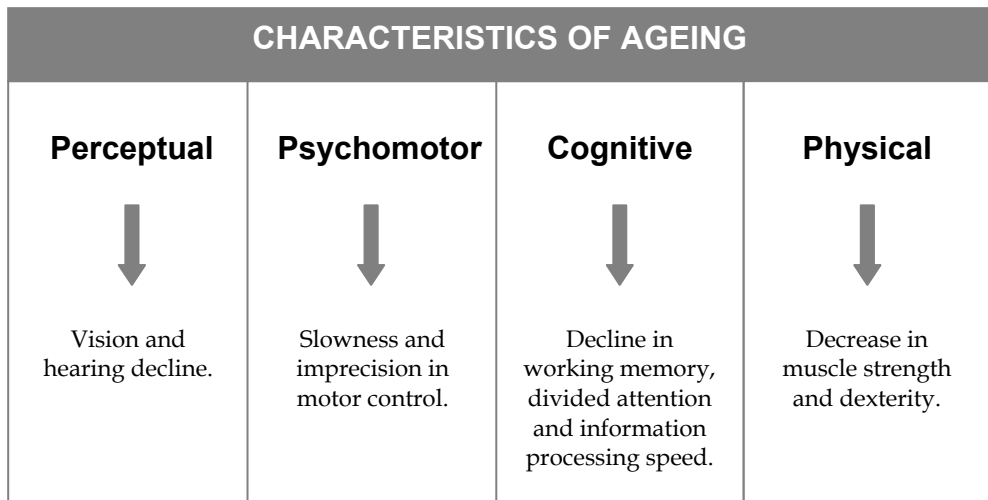 CHARACTERISTICS OF AGEING
Perceptual
Vision and
hearing decline.
Psychomotor
Slowness and
imprecision in
motor control.
Cognitive
Decline in
working memory,
divided attention
and information
processing speed.
Physical
Decrease in
muscle strength
and dexterity.